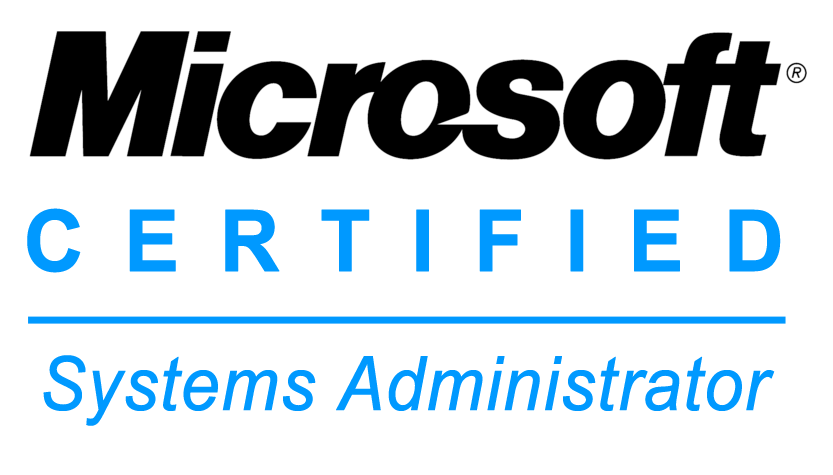 Microsoft®
CERTIFIED
Systems Administrator